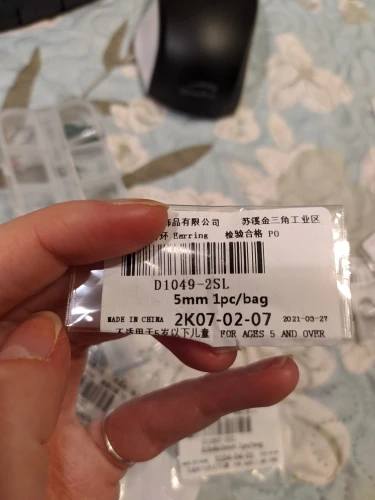 饰品有限公司 苏溪金三角工业区
环 Earring 检验合格 PO
D1049-2SL
5mm 1pc/bag
MADE IN CHINA 2K07-02-07 2021-03-27
不适用于5岁以下儿童 FOR AGES 5 AND OVER